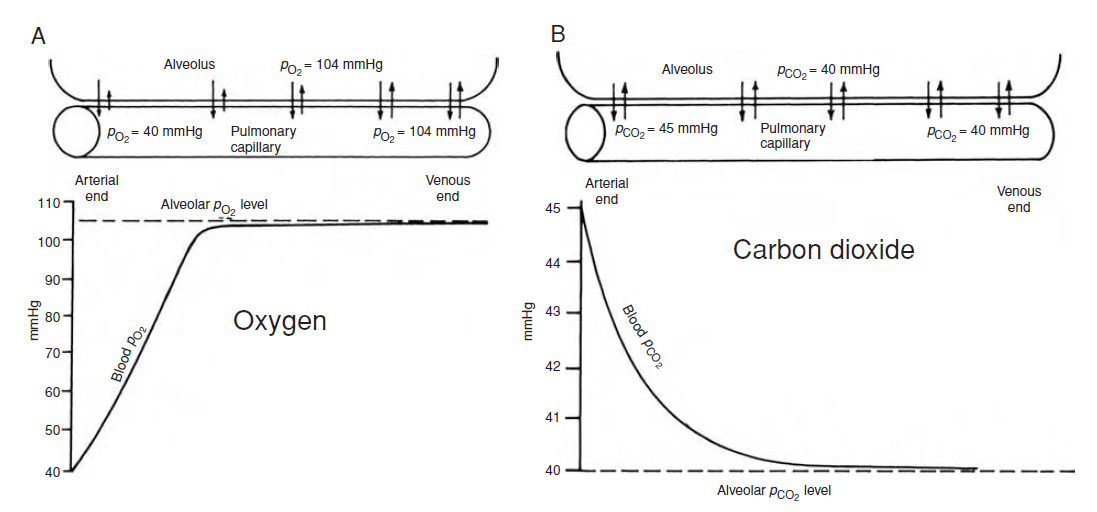 A
Alveolus
pO2 = 104 mmHg
pO2 = 40 mmHg
Pulmonary
capillary
pO2 = 104 mmHg
Arterial
end
Venous
end
Alveolar pO2 level
110
100
90
80
70
60
50
40
mmHg
Blood pO2
Oxygen
B
Alveolus
pCO2 = 40 mmHg
pCO2 = 45 mmHg
Pulmonary
capillary
pCO2 = 40 mmHg
Arterial
end
Venous
end
45
44
43
42
41
40
mmHg
Carbon dioxide
Blood pCO2
Alveolar pCO2 level